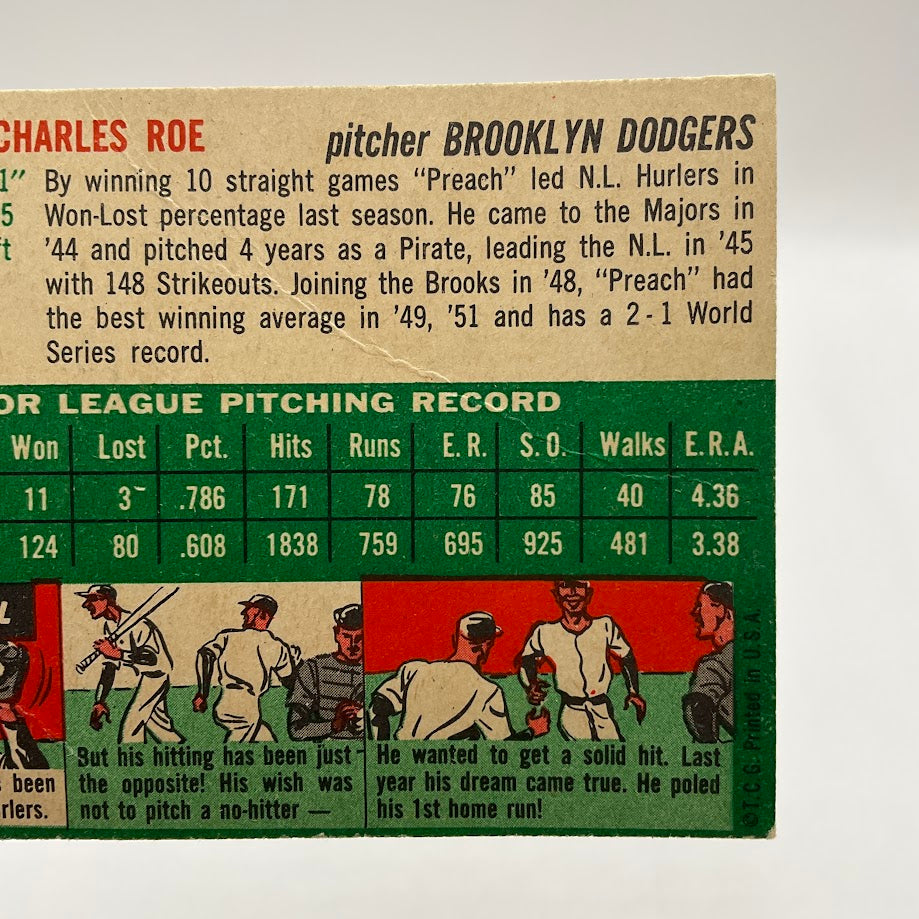 CHARLES ROE
pitcher BROOKLYN DODGERS
1"
5
ft
By winning 10 straight games "Preach" led N.L. Hurlers in
Won-Lost percentage last season. He came to the Majors in
'44 and pitched 4 years as a Pirate, leading the N.L. in '45
with 148 Strikeouts. Joining the Brooks in '48, "Preach" had
the best winning average in '49, '51 and has a 2-1 World
Series record.
OR LEAGUE PITCHING RECORD
Won Lost Pct. Hits Runs E.R. S.O. Walks E.R.A.
11 3 .786 171 78 76 85 40 4.36
124 80 .608 1838 759 695 925 481 3.38
L
s been
rlers.
But his hitting has been just
the opposite! His wish was
not to pitch a no-hitter —
He wanted to get a solid hit. Last
year his dream came true. He poled
his 1st home run!
©T.C.G. Printed in U.S.A.